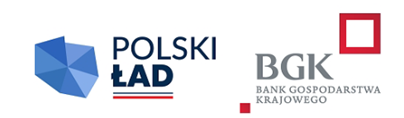 POLSKI
ŁAD
BGK
BANK GOSPODARSTWA
KRAJOWEGO